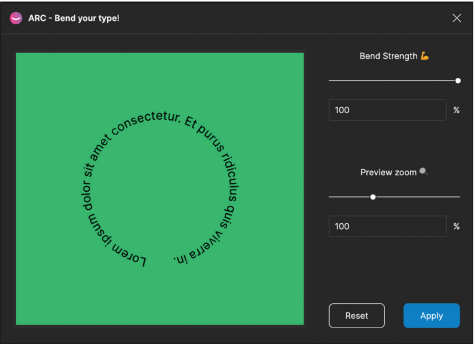 ARC - Bend your type!
Lorem ipsum dolor sit amet consectetur. Et purus ridiculus quis viverra in.
Bend Strength 💪
100 %
Preview zoom 🔍
100 %
Reset
Apply